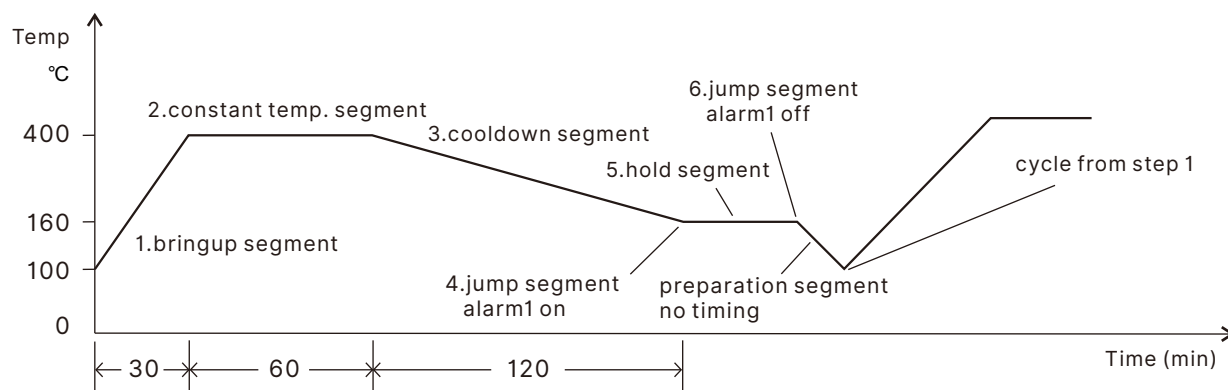 Temp
°C
400
160
100
0
1.bringup segment
2.constant temp. segment
3.cooldown segment
4.jump segment
alarm1 on
5.hold segment
6.jump segment
alarm1 off
preparation segment
no timing
cycle from step 1
30
60
120
Time (min)